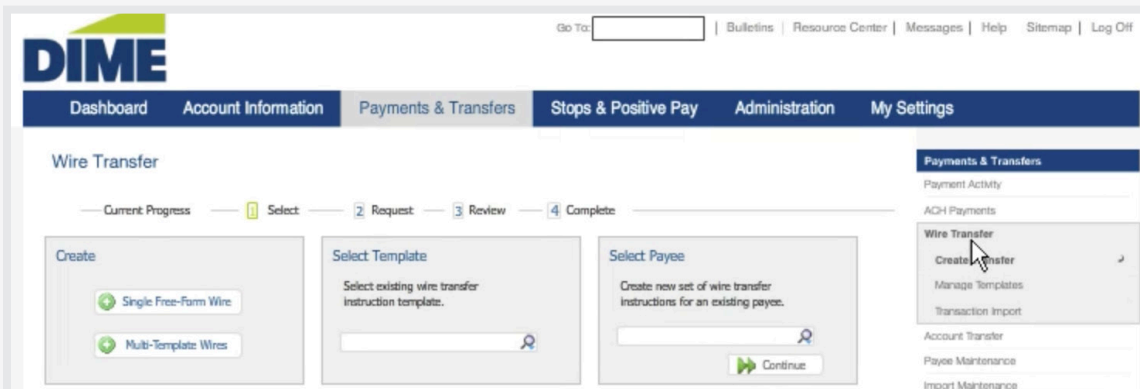 Go To: | Bulletins | Resource Center | Messages | Help Sitemap | Log Off
DIME
Dashboard Account Information Payments & Transfers Stops & Positive Pay Administration My Settings
Wire Transfer
Current Progress 1 Select 2 Request 3 Review 4 Complete
Create
Single Free-Form Wire
Multi-Template Wires
Select Template
Select existing wire transfer
instruction template.
Select Payee
Create new set of wire transfer
instructions for an existing payee.
Continue
Payments & Transfers
Payment Activity
ACH Payments
Wire Transfer
Create Transfer
Manage Templates
Transaction Import
Account Transfer
Payee Maintenance
Import Maintenance